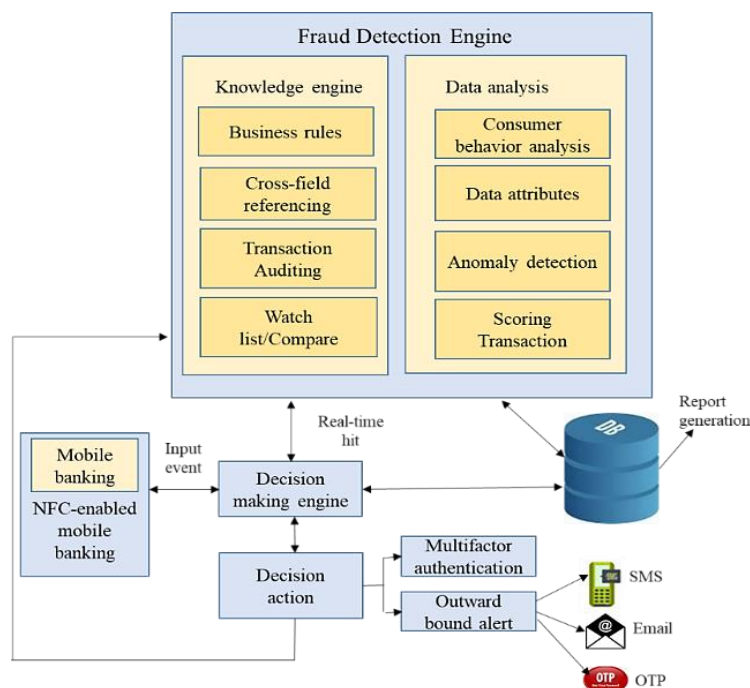 Fraud Detection Engine
Knowledge engine
Business rules
Cross-field
referencing
Transaction
Auditing
Watch
list/Compare
Data analysis
Consumer
behavior analysis
Data attributes
Anomaly detection
Scoring
Transaction
Real-time
hit
Report
generation
DB
Mobile
banking
NFC-enabled
mobile
banking
Input
event
Decision
making engine
Decision
action
Multifactor
authentication
Outward
bound alert
SMS
SMS
@
Email
OTP
OTP